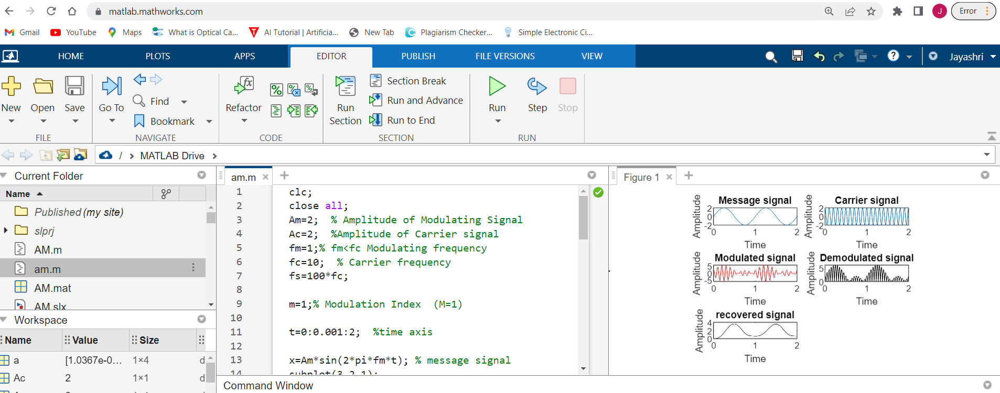 matlab.mathworks.com
J
Error
Gmail
YouTube
Maps
What is Optical Ca...
AI Tutorial | Artificia...
New Tab
Plagiarism Checker...
Simple Electronic Ci...
HOME
PLOTS
APPS
EDITOR
PUBLISH
FILE VERSIONS
VIEW
Jayashri
New
Open
Save
FILE
Go To
Find
Bookmark
NAVIGATE
Refactor
CODE
Run
Section
Section Break
Run and Advance
Run to End
SECTION
Run
Step
Stop
RUN
/ > MATLAB Drive >
Current Folder
Name
Published (my site)
slprj
AM.m
am.m
AM.mat
AM.slx
Workspace
Name
Value
Size
a [1.0367e-0... 1×4 d
Ac 2 1×1 d
am.m
1 clc;
2 close all;
3 Am=2; % Amplitude of Modulating Signal
4 Ac=2; %Amplitude of Carrier signal
5 fm=1;% fm<fc Modulating frequency
6 fc=10; % Carrier frequency
7 fs=100*fc;
8
9 m=1;% Modulation Index (M=1)
10
11 t=0:0.001:2; %time axis
12
13 x=Am*sin(2*pi*fm*t); % message signal
14 subplot(3,2,1);
Command Window
Figure 1
Message signal
Amplitude
2
0
-2
0 1 2
Time
Carrier signal
Amplitude
2
0
-2
0 1 2
Time
Modulated signal
Amplitude
5
0
-5
0 1 2
Time
Demodulated signal
Amplitude
5
0
0 1 2
Time
recovered signal
Amplitude
4
2
0
0 1 2
Time